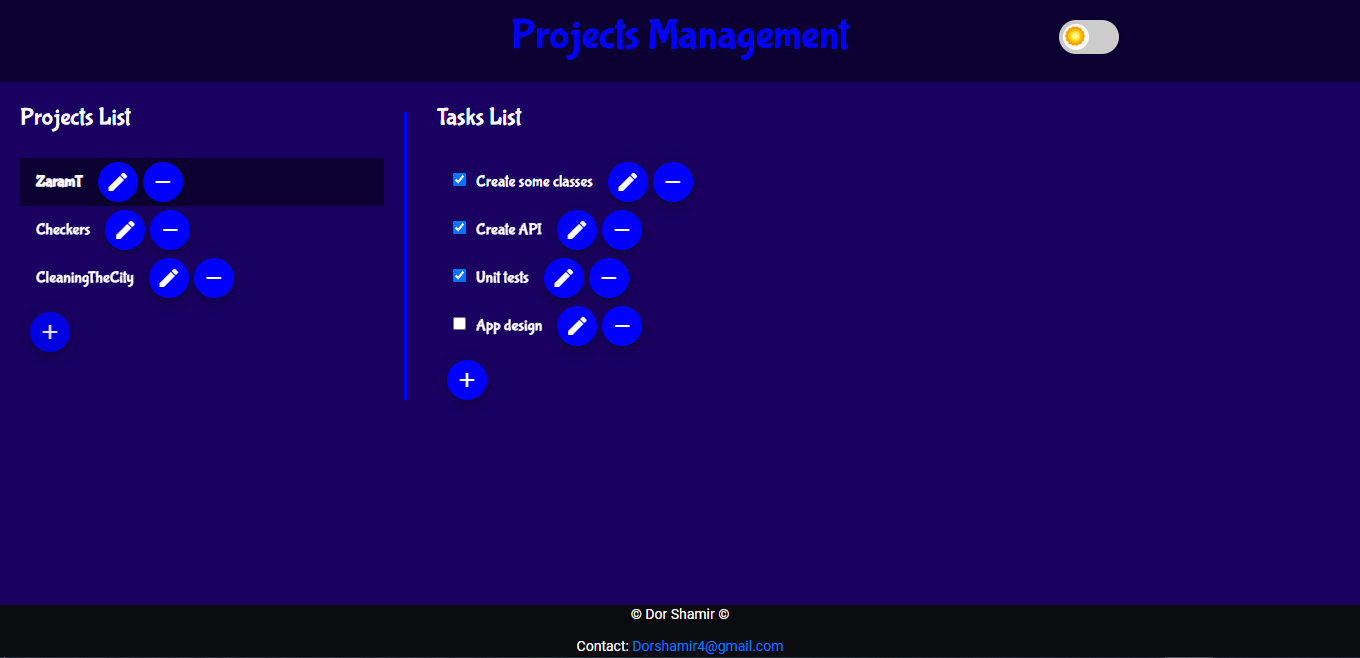 Projects Management
Projects List
ZaramT
Checkers
CleaningTheCity
Tasks List
Create some classes
Create API
Unit tests
App design
© Dor Shamir ©
Contact: Dorshamir4@gmail.com